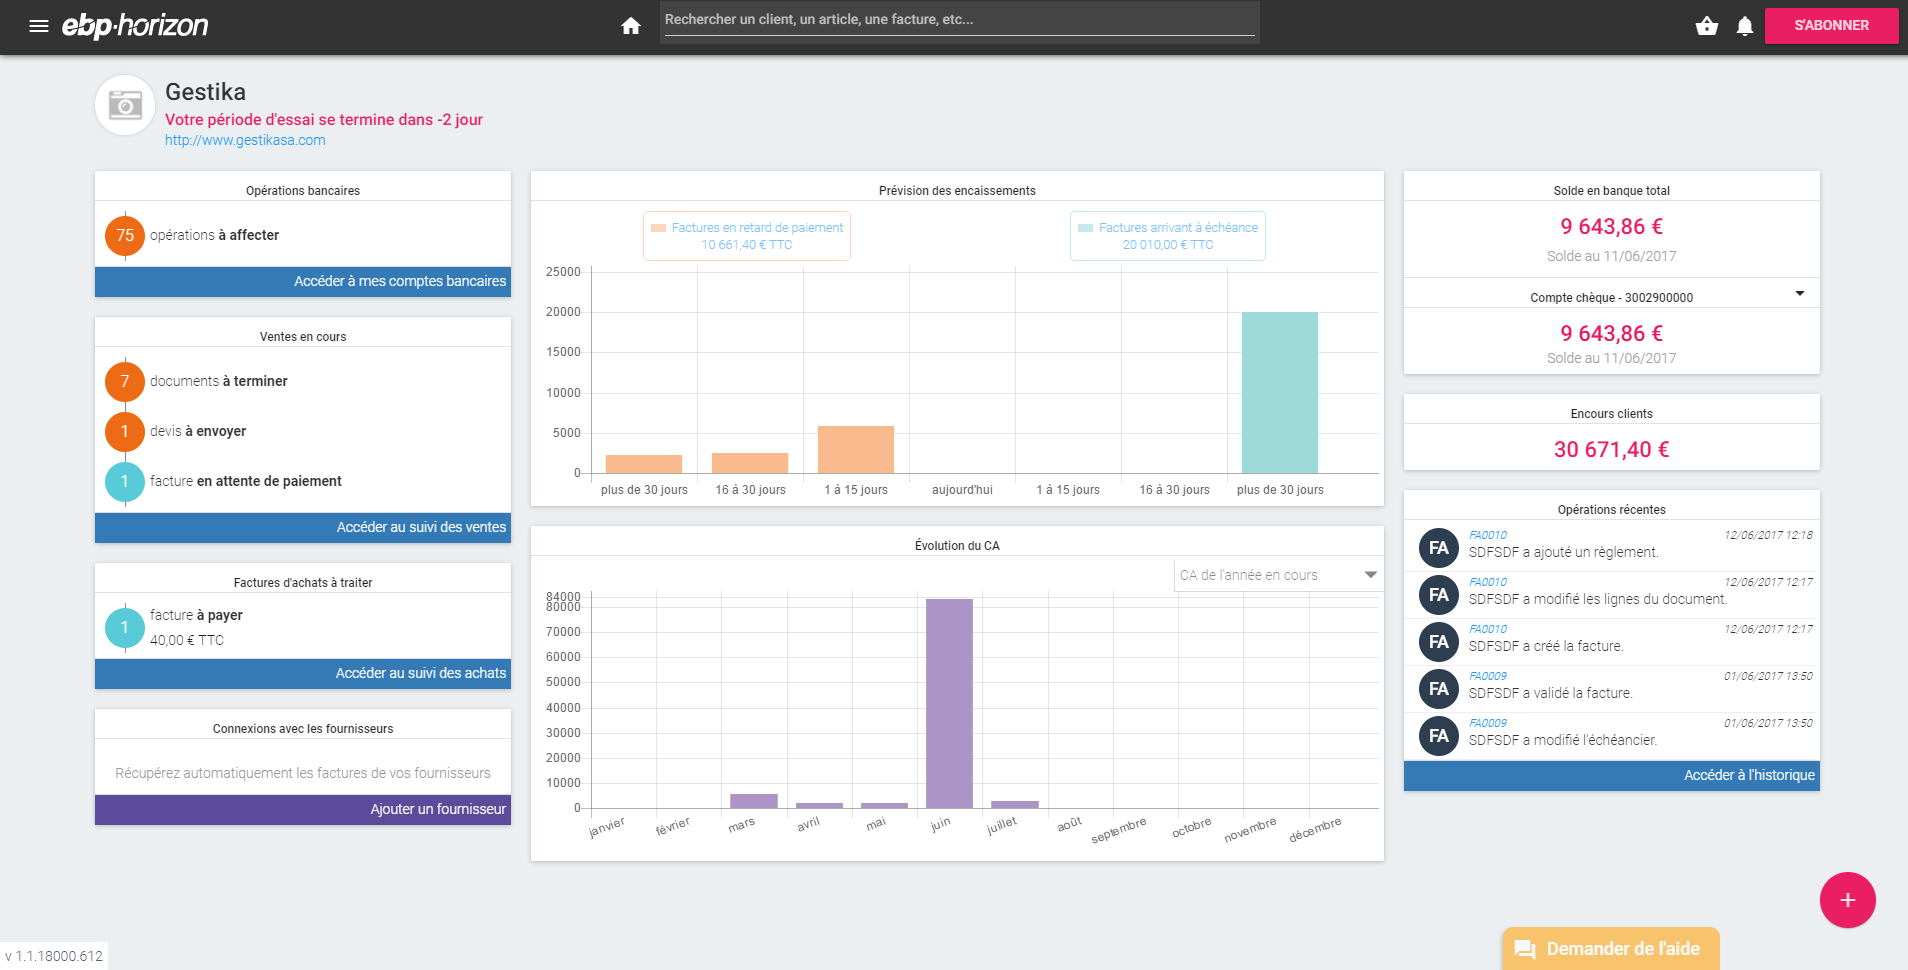 ebp·horizon
Rechercher un client, un article, une facture, etc...
S'ABONNER
Gestika
Votre période d'essai se termine dans -2 jour
http://www.gestikasa.com
Opérations bancaires
75 opérations à affecter
Accéder à mes comptes bancaires
Ventes en cours
7 documents à terminer
1 devis à envoyer
1 facture en attente de paiement
Accéder au suivi des ventes
Factures d'achats à traiter
1 facture à payer
40,00 € TTC
Accéder au suivi des achats
Connexions avec les fournisseurs
Récupérez automatiquement les factures de vos fournisseurs
Ajouter un fournisseur
Prévision des encaissements
Factures en retard de paiement
10 661,40 € TTC
Factures arrivant à échéance
20 010,00 € TTC
25000
20000
15000
10000
5000
0
plus de 30 jours 16 à 30 jours 1 à 15 jours aujourd'hui 1 à 15 jours 16 à 30 jours plus de 30 jours
Évolution du CA
CA de l'année en cours
84000
80000
70000
60000
50000
40000
30000
20000
10000
0
janvier février mars avril mai juin juillet août septembre octobre novembre décembre
Solde en banque total
9 643,86 €
Solde au 11/06/2017
Compte chèque - 3002900000
9 643,86 €
Solde au 11/06/2017
Encours clients
30 671,40 €
Opérations récentes
FA FA0010 12/06/2017 12:18
SDFSDF a ajouté un règlement.
FA FA0010 12/06/2017 12:17
SDFSDF a modifié les lignes du document.
FA FA0010 12/06/2017 12:17
SDFSDF a créé la facture.
FA FA0009 01/06/2017 13:50
SDFSDF a validé la facture.
FA FA0009 01/06/2017 13:50
SDFSDF a modifié l'échéancier.
Accéder à l'historique
+
Demander de l'aide
v 1.1.18000.612